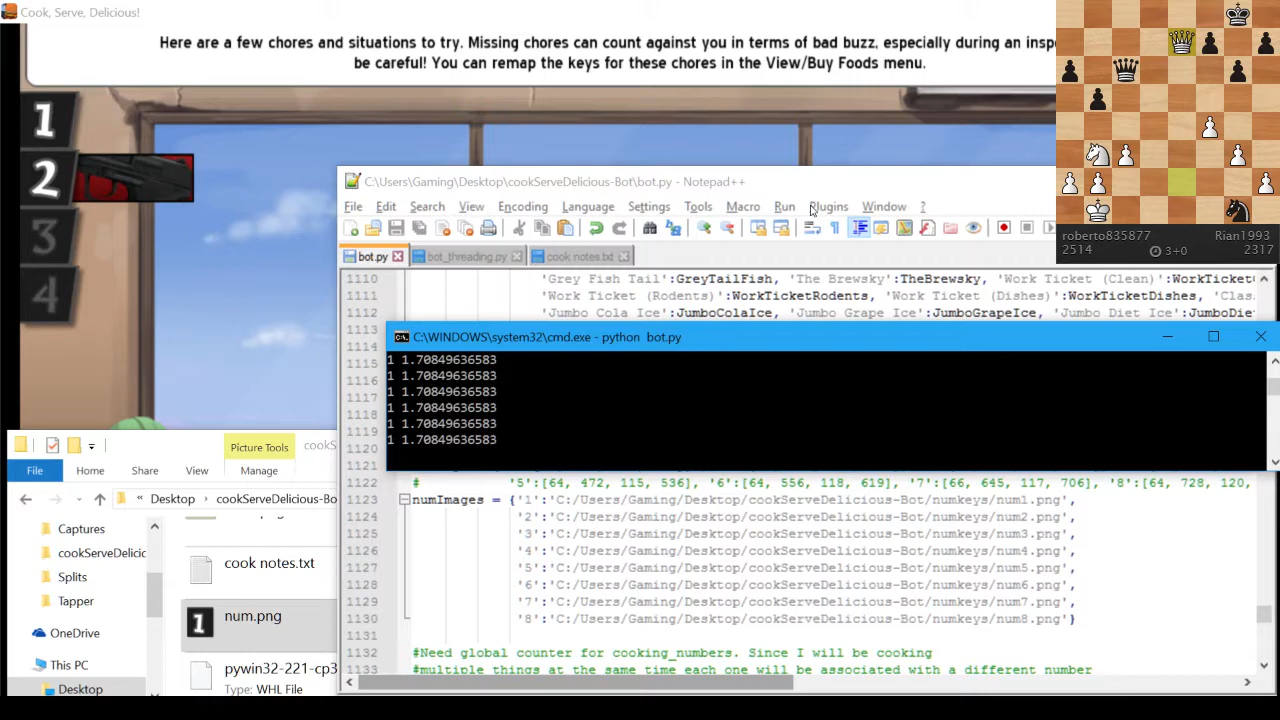 Cook, Serve, Delicious!
Here are a few chores and situations to try. Missing chores can count against you in terms of bad buzz, especially during an inspe
be careful! You can remap the keys for these chores in the View/Buy Foods menu.
1
2
3
4
roberto835877
2514
Rian1993
3+0
2317
C:\Users\Gaming\Desktop\cookServeDelicious-Bot\bot.py - Notepad++
File Edit Search View Encoding Language Settings Tools Macro Run Plugins Window ?
bot.py bot_threading.py cook notes.txt
1110 'Grey Fish Tail':GreyTailFish, 'The Brewsky':TheBrewsky, 'Work Ticket (Clean)':WorkTicket
1111 'Work Ticket (Rodents)':WorkTicketRodents, 'Work Ticket (Dishes)':WorkTicketDishes, 'Clas
1112 'Jumbo Cola Ice':JumboColaIce, 'Jumbo Grape Ice':JumboGrapeIce, 'Jumbo Diet Ice':JumboDie
1113
1114
1115
1116
1117
1118
1119
1120
1121
C:\WINDOWS\system32\cmd.exe - python bot.py
1 1.70849636583
1 1.70849636583
1 1.70849636583
1 1.70849636583
1 1.70849636583
1 1.70849636583
1122 # '5':[64, 472, 115, 536], '6':[64, 556, 118, 619], '7':[66, 645, 117, 706], '8':[64, 728, 120,
1123 numImages = {'1':'C:/Users/Gaming/Desktop/cookServeDelicious-Bot/numkeys/num1.png',
1124 '2':'C:/Users/Gaming/Desktop/cookServeDelicious-Bot/numkeys/num2.png',
1125 '3':'C:/Users/Gaming/Desktop/cookServeDelicious-Bot/numkeys/num3.png',
1126 '4':'C:/Users/Gaming/Desktop/cookServeDelicious-Bot/numkeys/num4.png',
1127 '5':'C:/Users/Gaming/Desktop/cookServeDelicious-Bot/numkeys/num5.png',
1128 '6':'C:/Users/Gaming/Desktop/cookServeDelicious-Bot/numkeys/num6.png',
1129 '7':'C:/Users/Gaming/Desktop/cookServeDelicious-Bot/numkeys/num7.png',
1130 '8':'C:/Users/Gaming/Desktop/cookServeDelicious-Bot/numkeys/num8.png'}
1131
1132 #Need global counter for cooking_numbers. Since I will be cooking
1133 #multiple things at the same time each one will be associated with a different number
Picture Tools cookS
File Home Share View Manage
« Desktop › cookServeDelicious-Bo
Captures
cookServeDelicic
Splits
Tapper
OneDrive
This PC
Desktop
cook notes.txt
1 num.png
pywin32-221-cp3
Type: WHL File